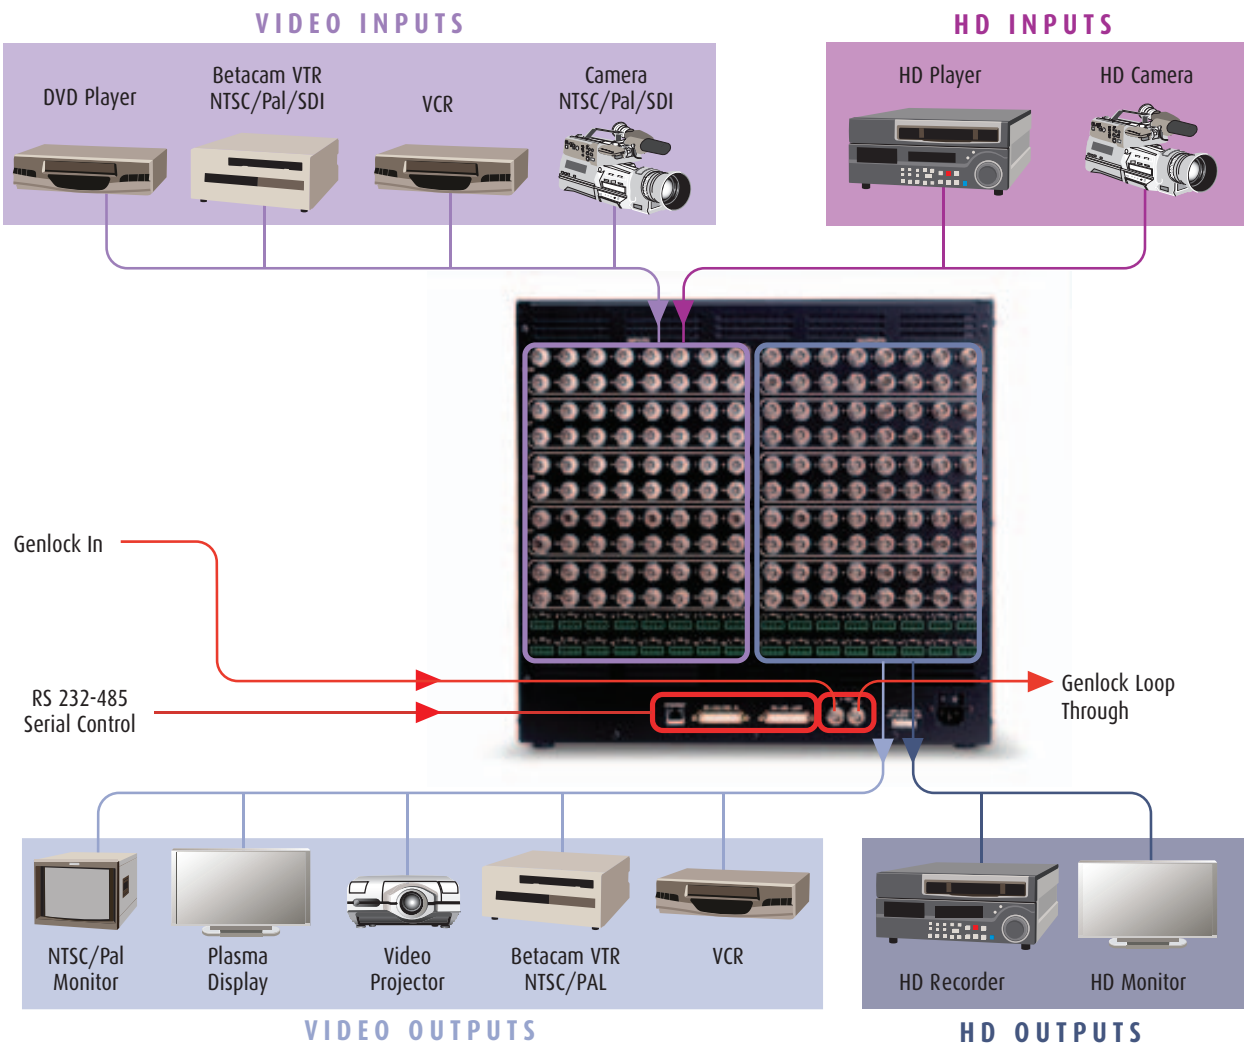 VIDEO INPUTS
HD INPUTS
DVD Player
Betacam VTR
NTSC/Pal/SDI
VCR
Camera
NTSC/Pal/SDI
HD Player
HD Camera
Genlock In
RS 232-485
Serial Control
Genlock Loop
Through
NTSC/Pal
Monitor
Plasma
Display
Video
Projector
Betacam VTR
NTSC/PAL
VCR
HD Recorder
HD Monitor
VIDEO OUTPUTS
HD OUTPUTS